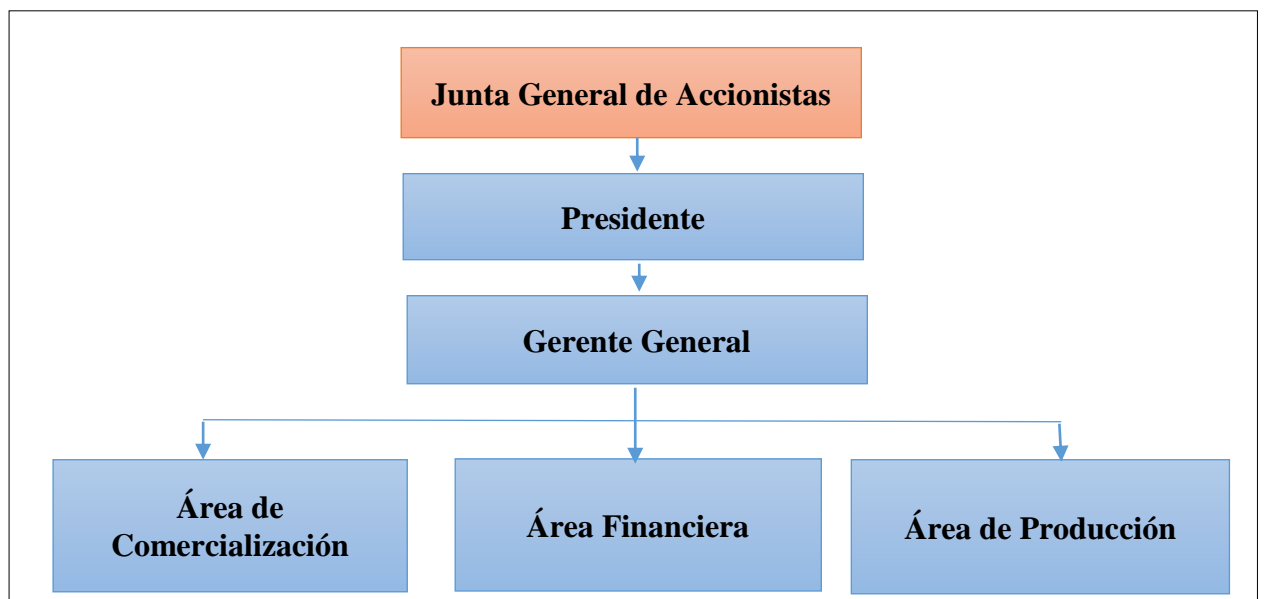 Junta General de Accionistas
Presidente
Gerente General
Área de
Comercialización
Área Financiera
Área de Producción